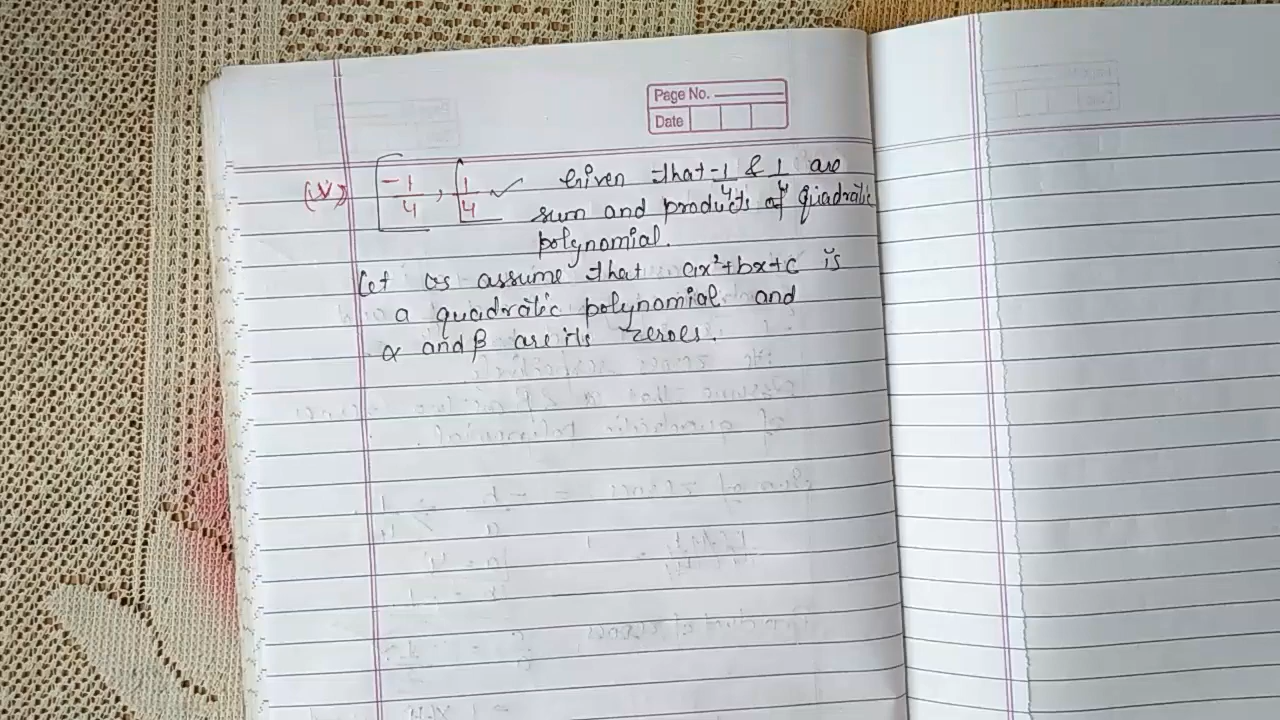 Page No.
Date
(V) -1/4, 1/4 ✓ Given that -1/4 & 1/4 are
sum and products of quadratic
polynomial.
Let us assume that ax²+bx+c is
a quadratic polynomial and
α and β are its zeroes.